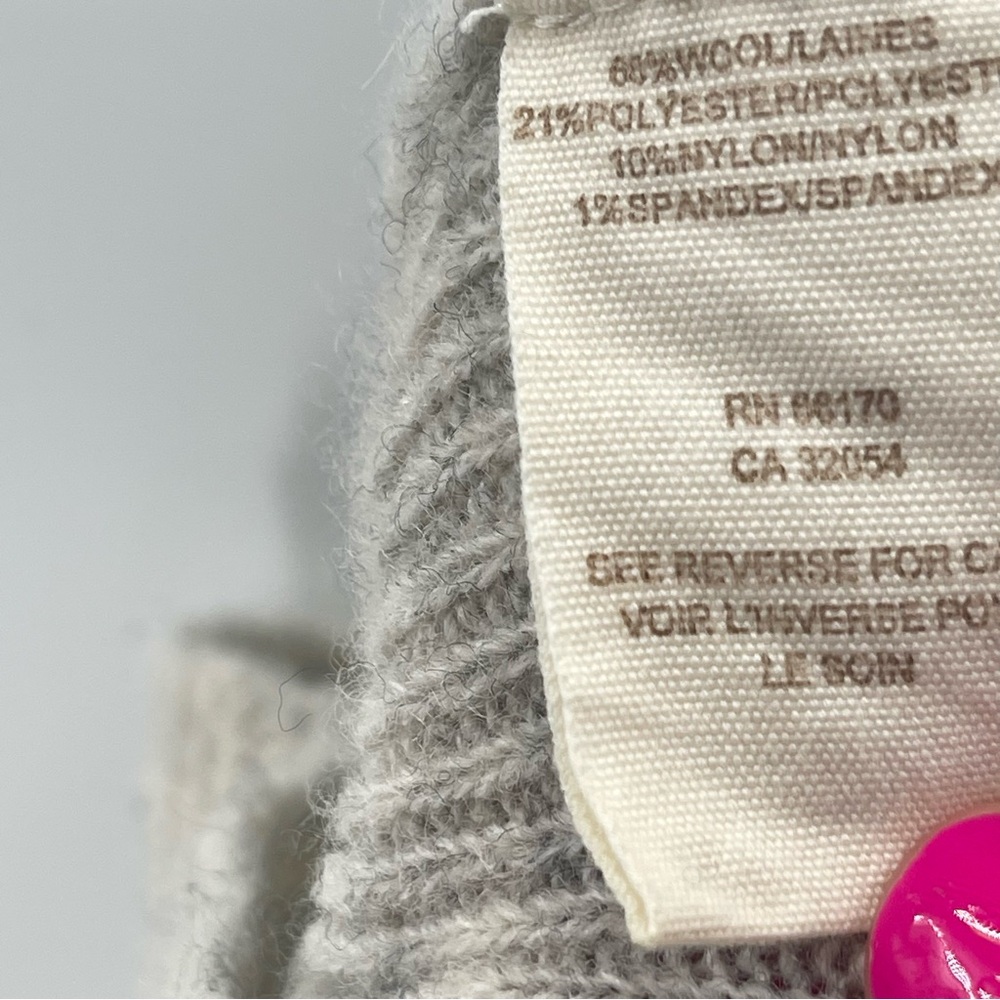 68%WOOL/LAINES
21%POLYESTER/POLYEST
10%NYLON/NYLON
1%SPANDEX/SPANDEX
RN 66170
CA 32054
SEE REVERSE FOR CA
VOIR L'INVERSE PO
LE SOIN